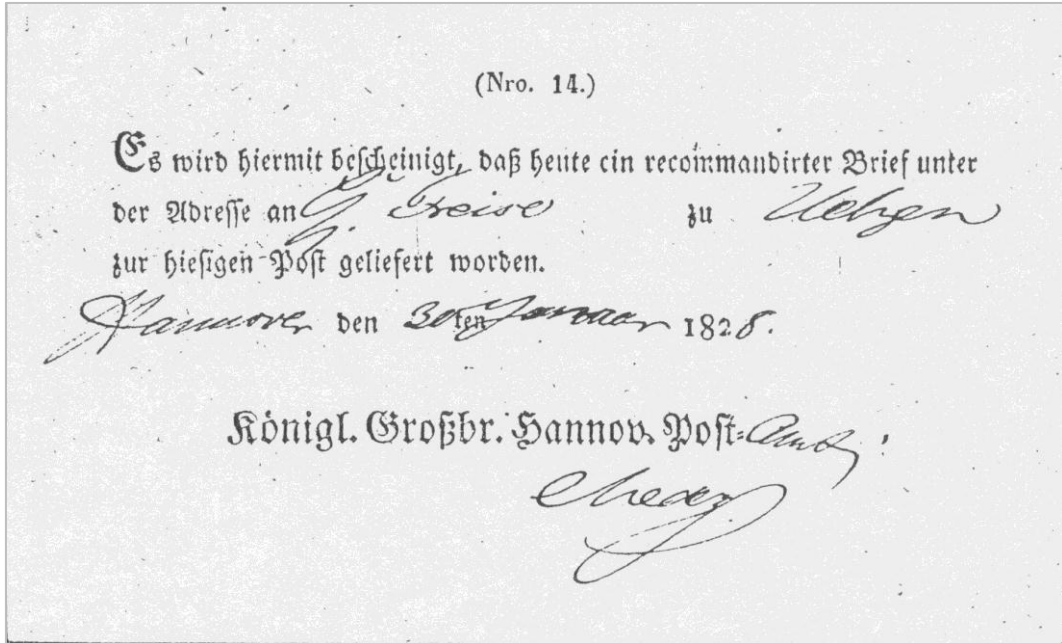 (Nro. 14.)
Es wird hiermit bescheinigt, daß heute ein recommandirter Brief unter
der Adresse an G Freise zu Uelzen
zur hiesigen Post geliefert worden.
Hannover den 30ten Januar 1828.
Königl. Großbr. Hannov. Post-Amt